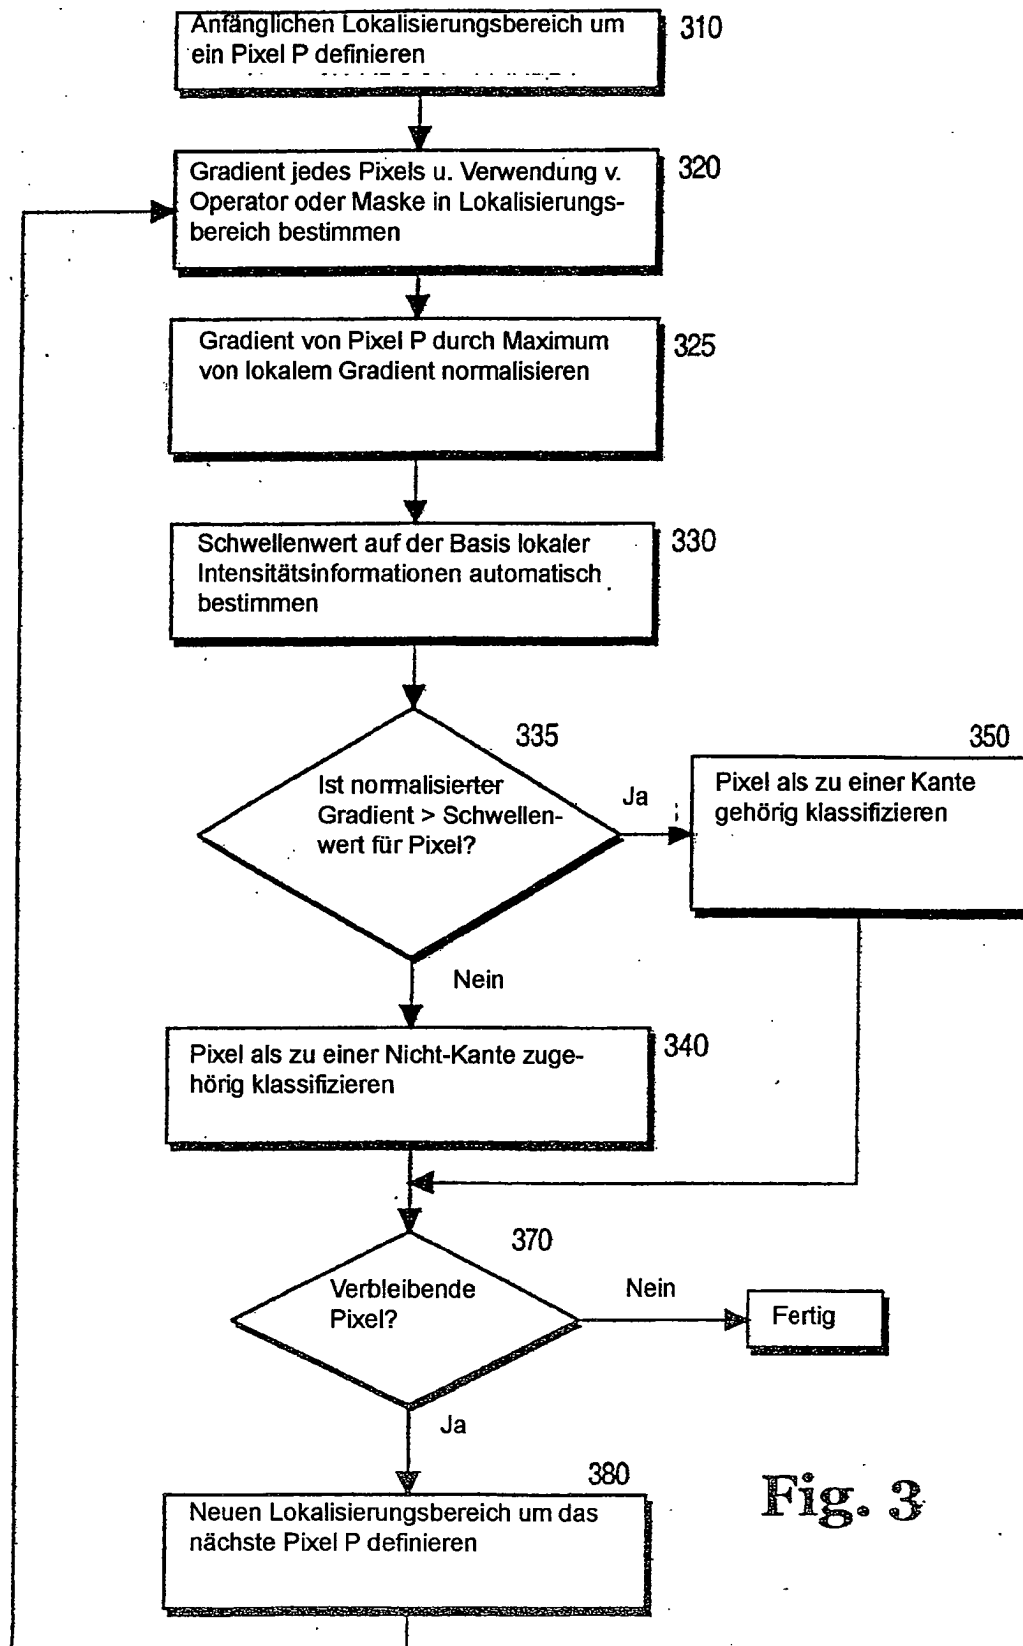 Anfänglichen Lokalisierungsbereich um
ein Pixel P definieren
310
Gradient jedes Pixels u. Verwendung v.
Operator oder Maske in Lokalisierungs-
bereich bestimmen
320
Gradient von Pixel P durch Maximum
von lokalem Gradient normalisieren
325
Schwellenwert auf der Basis lokaler
Intensitätsinformationen automatisch
bestimmen
330
335
Ist normalisierter
Gradient > Schwellen-
wert für Pixel?
Ja
350
Pixel als zu einer Kante
gehörig klassifizieren
Nein
Pixel als zu einer Nicht-Kante zuge-
hörig klassifizieren
340
370
Verbleibende
Pixel?
Nein
Fertig
Ja
380
Neuen Lokalisierungsbereich um das
nächste Pixel P definieren
Fig. 3